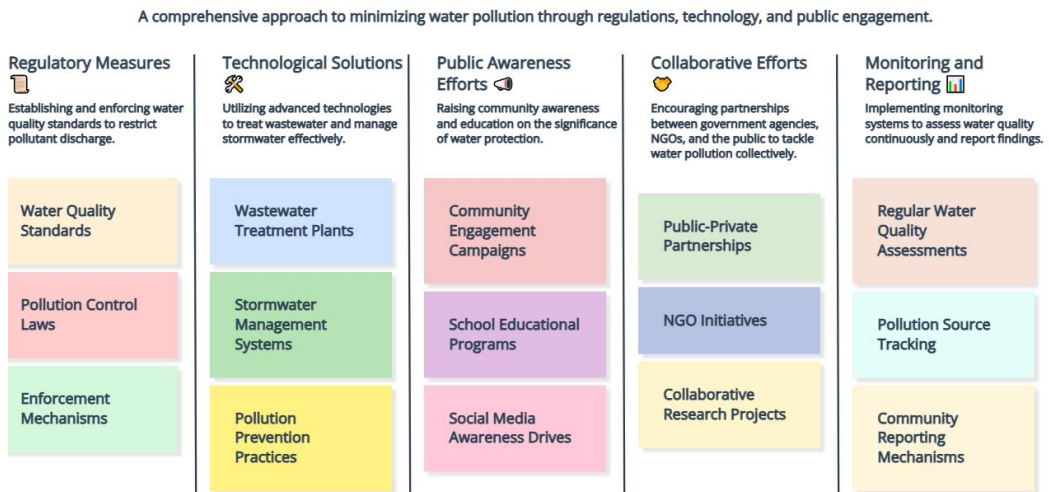 A comprehensive approach to minimizing water pollution through regulations, technology, and public engagement.
Regulatory Measures
Establishing and enforcing water
quality standards to restrict
pollutant discharge.
Water Quality
Standards
Pollution Control
Laws
Enforcement
Mechanisms
Technological Solutions
Utilizing advanced technologies
to treat wastewater and manage
stormwater effectively.
Wastewater
Treatment Plants
Stormwater
Management
Systems
Pollution
Prevention
Practices
Public Awareness
Efforts
Raising community awareness
and education on the significance
of water protection.
Community
Engagement
Campaigns
School Educational
Programs
Social Media
Awareness Drives
Collaborative Efforts
Encouraging partnerships
between government agencies,
NGOs, and the public to tackle
water pollution collectively.
Public-Private
Partnerships
NGO Initiatives
Collaborative
Research Projects
Monitoring and
Reporting
Implementing monitoring
systems to assess water quality
continuously and report findings.
Regular Water
Quality
Assessments
Pollution Source
Tracking
Community
Reporting
Mechanisms